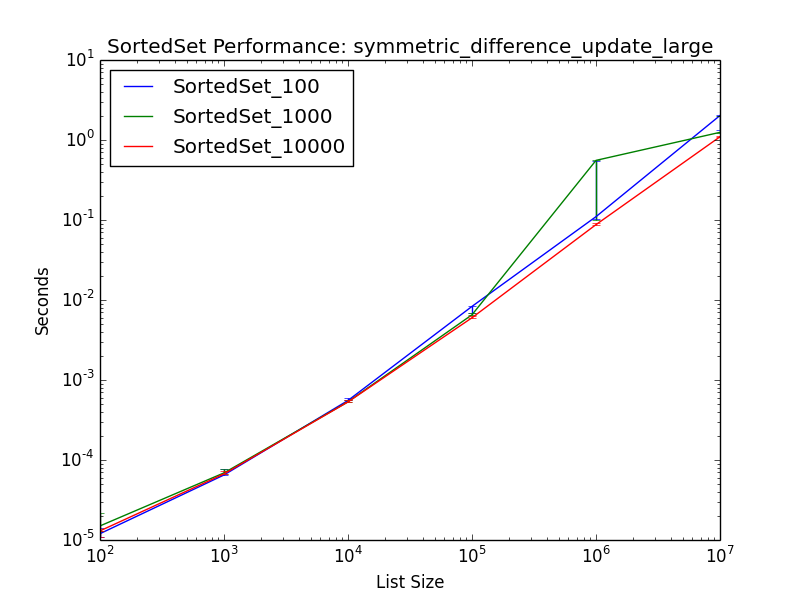 SortedSet Performance: symmetric_difference_update_large
SortedSet_100
SortedSet_1000
SortedSet_10000
10^1
10^0
10^-1
10^-2
10^-3
10^-4
10^-5
Seconds
10^2 10^3 10^4 10^5 10^6 10^7
List Size